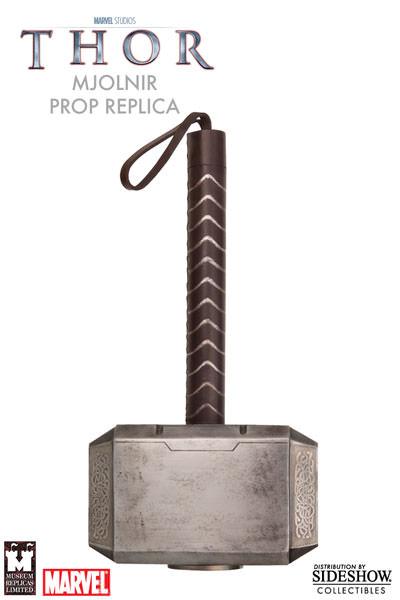 MARVEL STUDIOS
THOR
MJOLNIR
PROP REPLICA
MUSEUM
REPLICAS
LIMITED
MARVEL
DISTRIBUTION BY
SIDESHOW
COLLECTIBLES